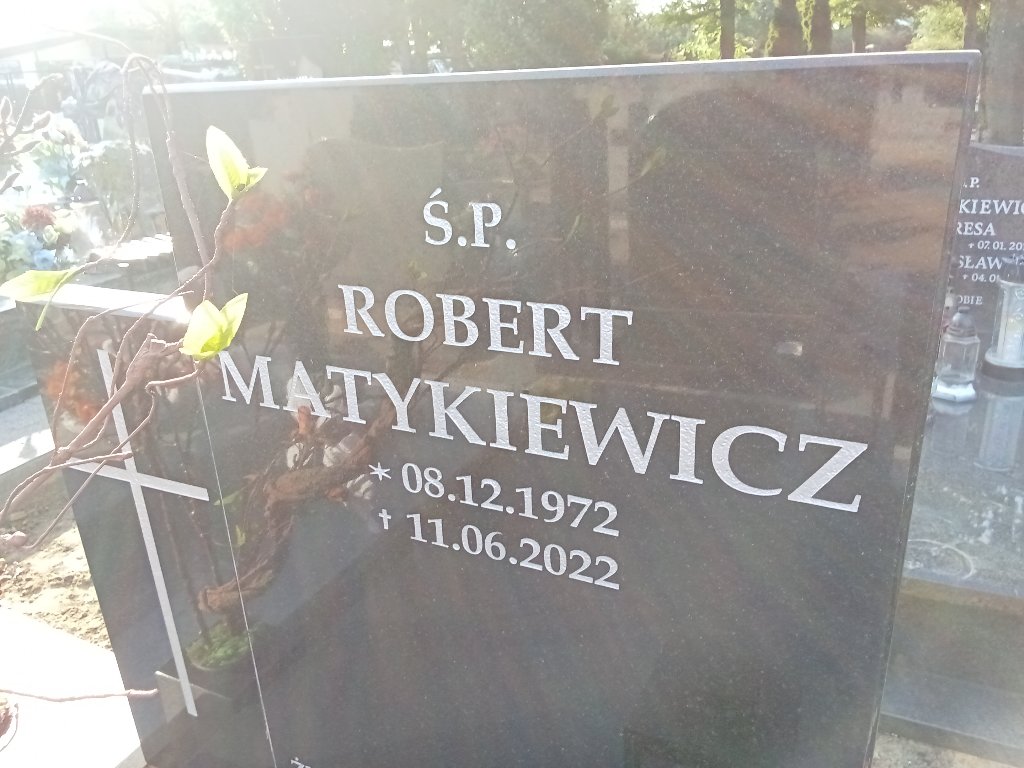 Ś.P.
ROBERT
MATYKIEWICZ
* 08.12.1972
† 11.06.2022